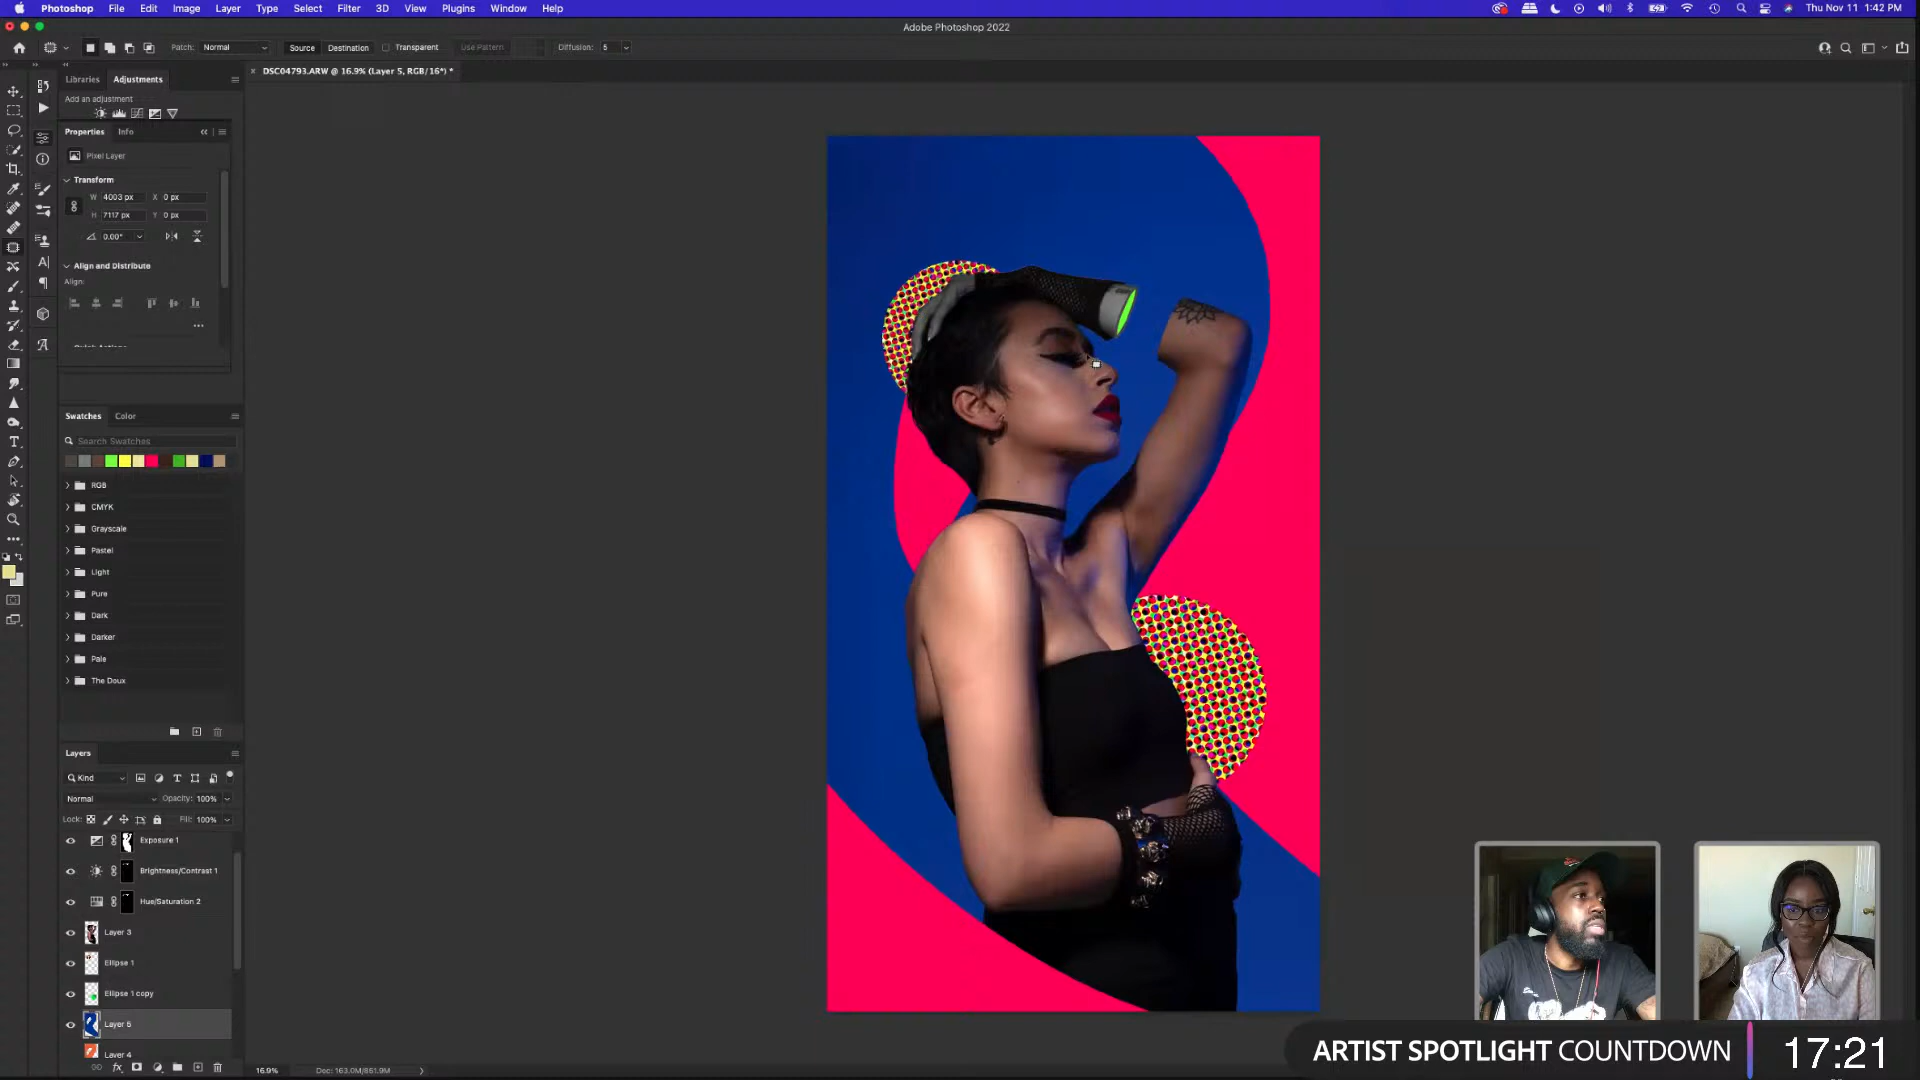 Photoshop File Edit Image Layer Type Select Filter 3D View Plugins Window Help
Thu Nov 11 1:42 PM
Adobe Photoshop 2022
Patch: Normal Source Destination Transparent Use Pattern Diffusion: 5
DSC04793.ARW @ 16.9% (Layer 5, RGB/16*) *
Libraries Adjustments
Add an adjustment
Properties Info
Pixel Layer
Transform
W 4003 px X 0 px
H 7117 px Y 0 px
0.00°
Align and Distribute
Align:
Swatches Color
Search Swatches
RGB
CMYK
Grayscale
Pastel
Light
Pure
Dark
Darker
Pale
The Doux
Layers
Kind
Normal Opacity: 100%
Lock: Fill: 100%
Exposure 1
Brightness/Contrast 1
Hue/Saturation 2
Layer 3
Ellipse 1
Ellipse 1 copy
Layer 5
Layer 4
16.9% Doc: 163.0M/861.9M
ARTIST SPOTLIGHT COUNTDOWN 17:21